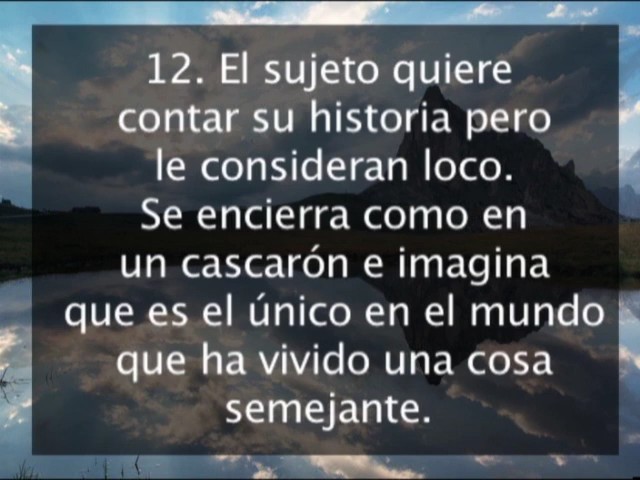 12. El sujeto quiere
contar su historia pero
le consideran loco.
Se encierra como en
un cascarón e imagina
que es el único en el mundo
que ha vivido una cosa
semejante.